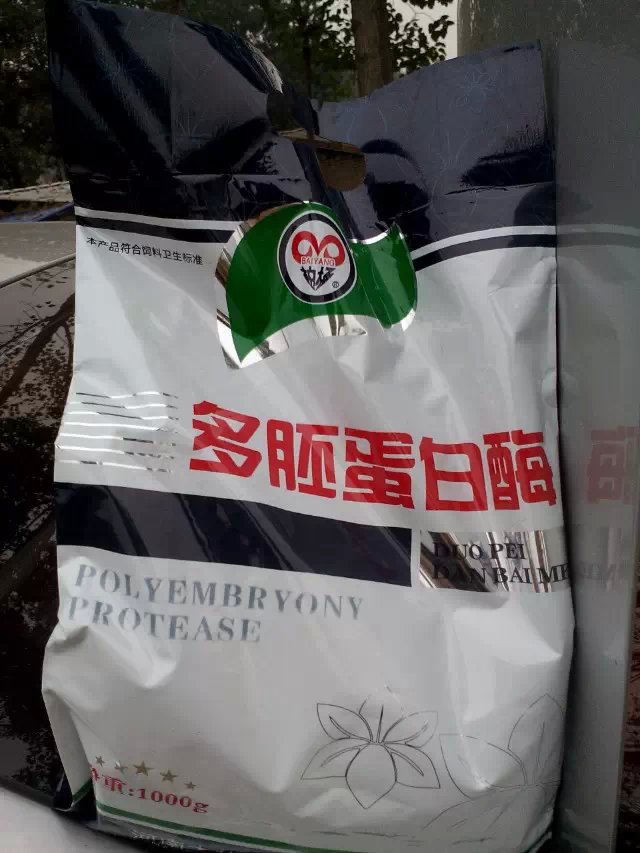 本产品符合饲料卫生标准
BAIYANG
®
多胚蛋白酶
DUO PEI
DAN BAI MEI
POLYEMBRYONY
PROTEASE
净重:1000g